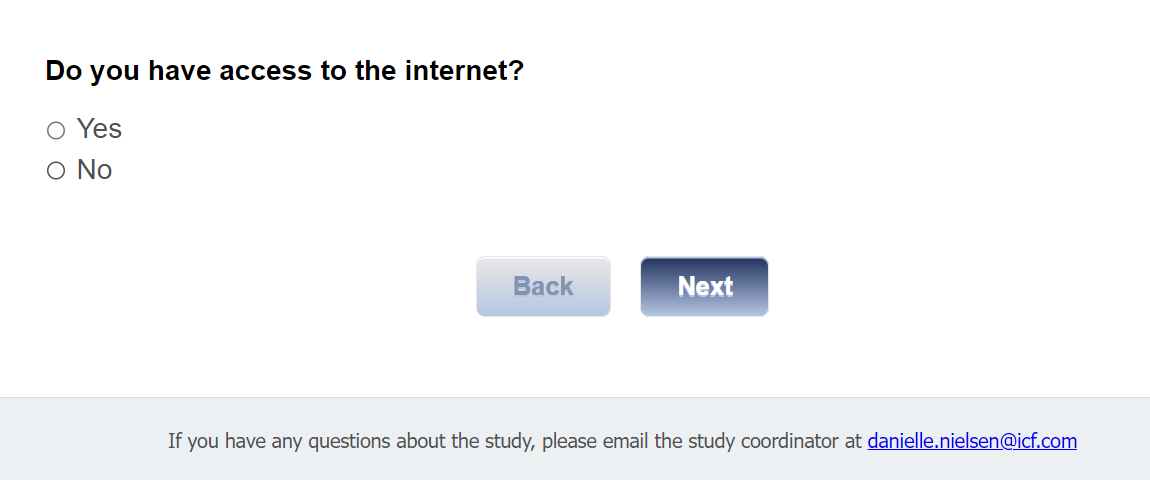 Do you have access to the internet?
Yes
No
Back Next
If you have any questions about the study, please email the study coordinator at danielle.nielsen@icf.com